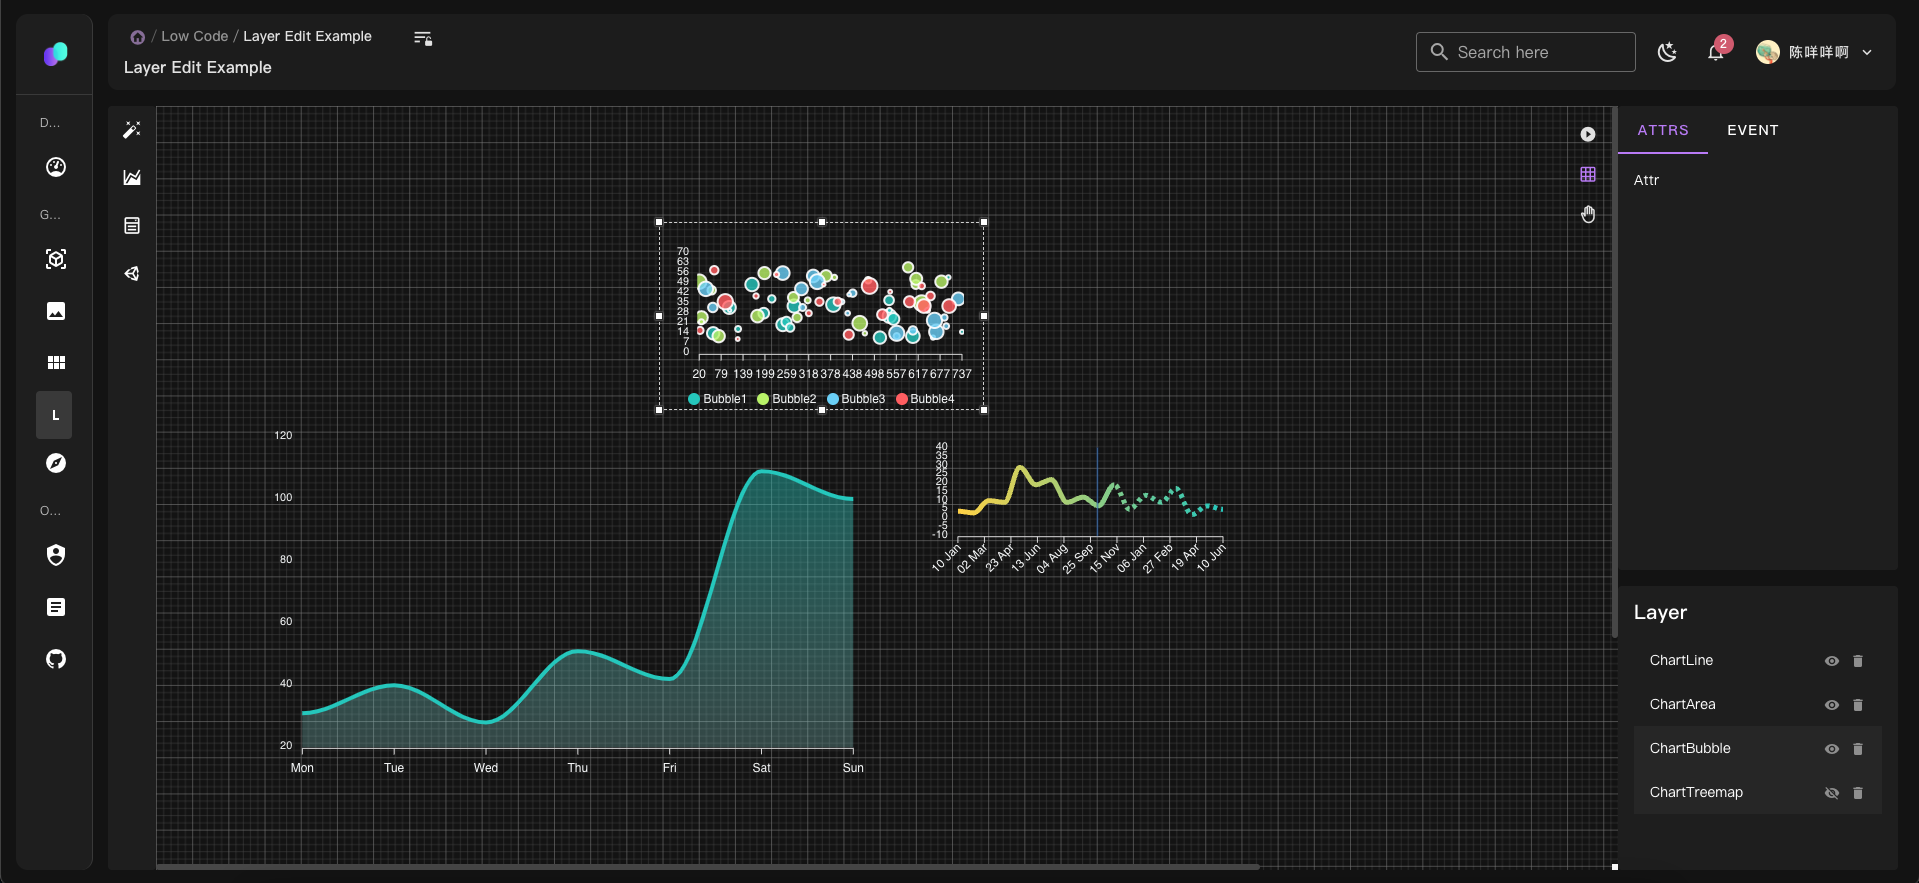 / Low Code / Layer Edit Example
Layer Edit Example
Search here
2
陈咩咩啊
D...
G...
L
O...
70
63
56
49
42
35
28
21
14
7
0
20 79 139 199 259 318 378 438 498 557 617 677 737
Bubble1 Bubble2 Bubble3 Bubble4
120
100
80
60
40
20
Mon Tue Wed Thu Fri Sat Sun
40
35
30
25
20
15
10
5
0
-5
-10
10 Jan 02 Mar 23 Apr 13 Jun 04 Aug 25 Sep 15 Nov 06 Jan 27 Feb 19 Apr 10 Jun
ATTRS EVENT
Attr
Layer
ChartLine
ChartArea
ChartBubble
ChartTreemap